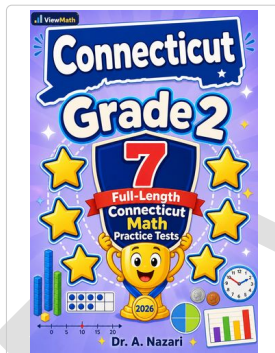 ViewMath
Connecticut
Grade 2
7
Full-Length
Connecticut
Math
Practice Tests
2026
0 5 10 15 20
Dr. A. Nazari